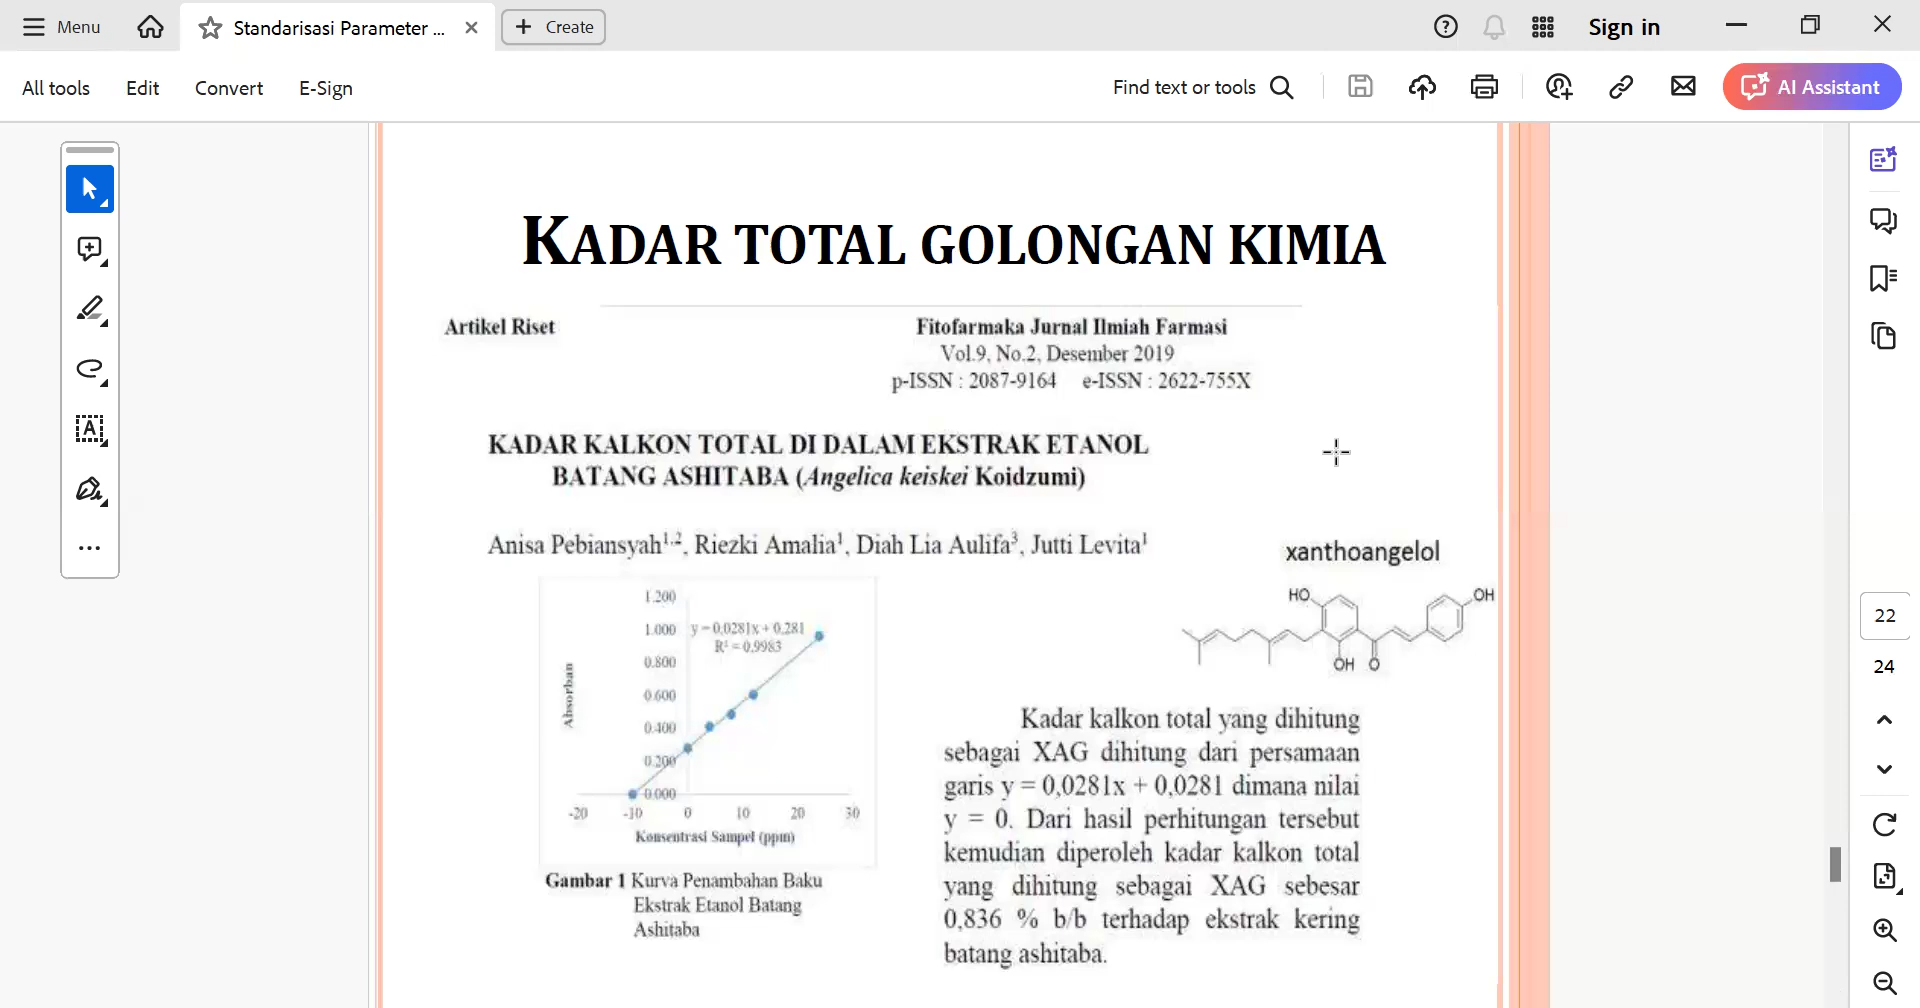 Menu
Standarisasi Parameter ...
Create
Sign in
All tools
Edit
Convert
E-Sign
Find text or tools
AI Assistant
KADAR TOTAL GOLONGAN KIMIA
Artikel Riset
Fitofarmaka Jurnal Ilmiah Farmasi
Vol.9, No.2, Desember 2019
p-ISSN : 2087-9164 e-ISSN : 2622-755X
KADAR KALKON TOTAL DI DALAM EKSTRAK ETANOL
BATANG ASHITABA (Angelica keiskei Koidzumi)
Anisa Pebiansyah1,2, Riezki Amalia1, Diah Lia Aulifa3, Jutti Levita1
xanthoangelol
HO
OH
OH
O
1.200
1.000
0.800
0.600
0.400
0.200
0.000
y = 0,0281x + 0,281
R² = 0,9983
Absorban
-20
-10
0
10
20
30
Konsentrasi Sampel (ppm)
Gambar 1 Kurva Penambahan Baku
Ekstrak Etanol Batang
Ashitaba
Kadar kalkon total yang dihitung
sebagai XAG dihitung dari persamaan
garis y = 0,0281x + 0,0281 dimana nilai
y = 0. Dari hasil perhitungan tersebut
kemudian diperoleh kadar kalkon total
yang dihitung sebagai XAG sebesar
0,836 % b/b terhadap ekstrak kering
batang ashitaba.
22
24